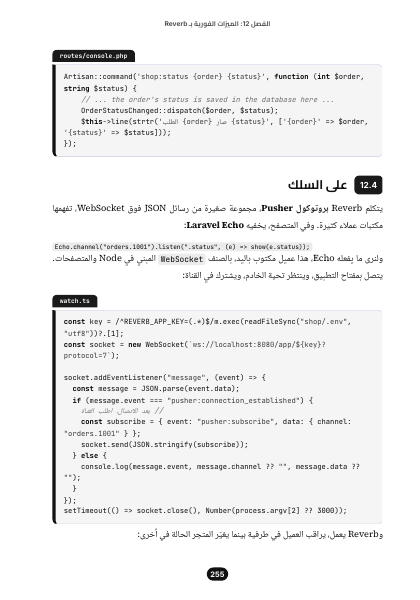 الفصل 12: الميزات الفورية بـ Reverb
routes/console.php
Artisan::command('shop:status {order} {status}', function (int $order,
string $status) {
// ... the order's status is saved in the database here ...
OrderStatusChanged::dispatch($order, $status);
$this->line(strtr('الطلب {order} صار {status}', ['{order}' => $order,
'{status}' => $status]));
});
12.4 على السلك
يتكلم Reverb بروتوكول Pusher، مجموعة صغيرة من رسائل JSON فوق WebSocket، تفهمها
مكتبات عملاء كثيرة. وفي المتصفح، يخفيه Laravel Echo:
Echo.channel("orders.1001").listen(".status", (e) => show(e.status));
ولنرى ما يفعله Echo، هذا عميل مكتوب باليد، بالصنف WebSocket المبني في Node والمتصفحات.
يتصل بمفتاح التطبيق، وينتظر تحية الخادم، ويشترك في القناة:
watch.ts
const key = /^REVERB_APP_KEY=(.*)$/m.exec(readFileSync("shop/.env",
"utf8"))?.[1];
const socket = new WebSocket(`ws://localhost:8080/app/${key}?
protocol=7`);
socket.addEventListener("message", (event) => {
const message = JSON.parse(event.data);
if (message.event === "pusher:connection_established") {
// بعد الاتصال، اطلب القناة
const subscribe = { event: "pusher:subscribe", data: { channel:
"orders.1001" } };
socket.send(JSON.stringify(subscribe));
} else {
console.log(message.event, message.channel ?? "", message.data ??
"");
}
});
setTimeout(() => socket.close(), Number(process.argv[2] ?? 3000));
وReverb يعمل، يراقب العميل في طرفية بينما يغيّر المتجر الحالة في أخرى:
255